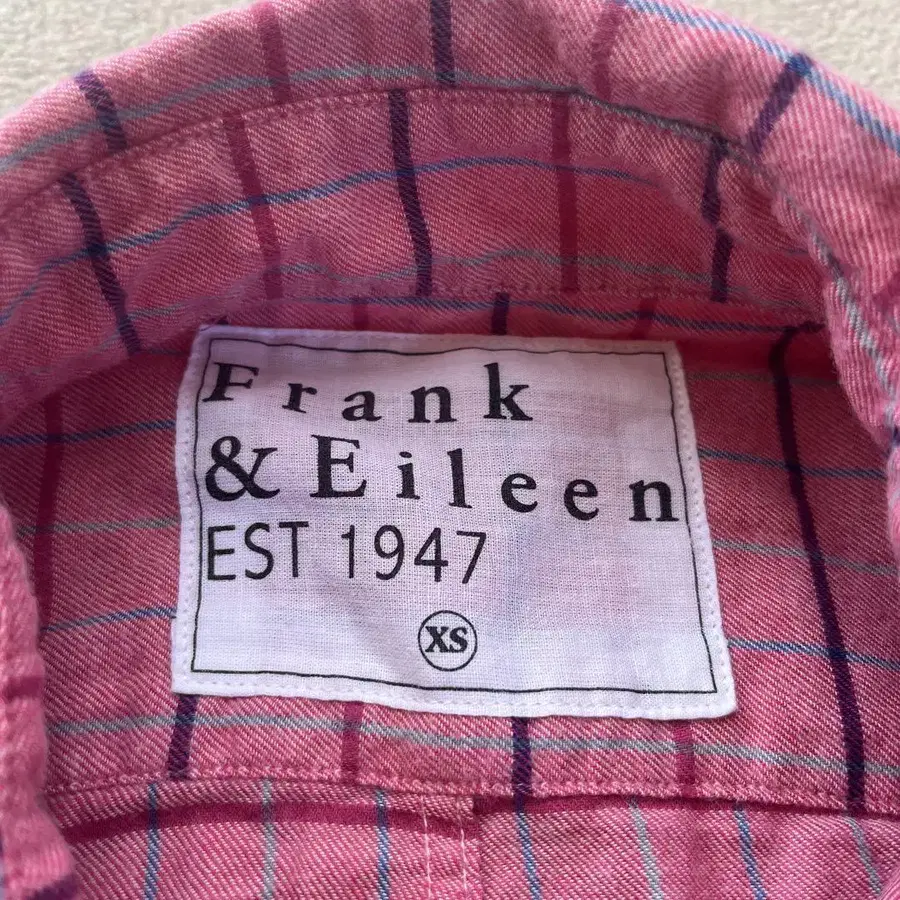 Frank
& Eileen
EST 1947
XS